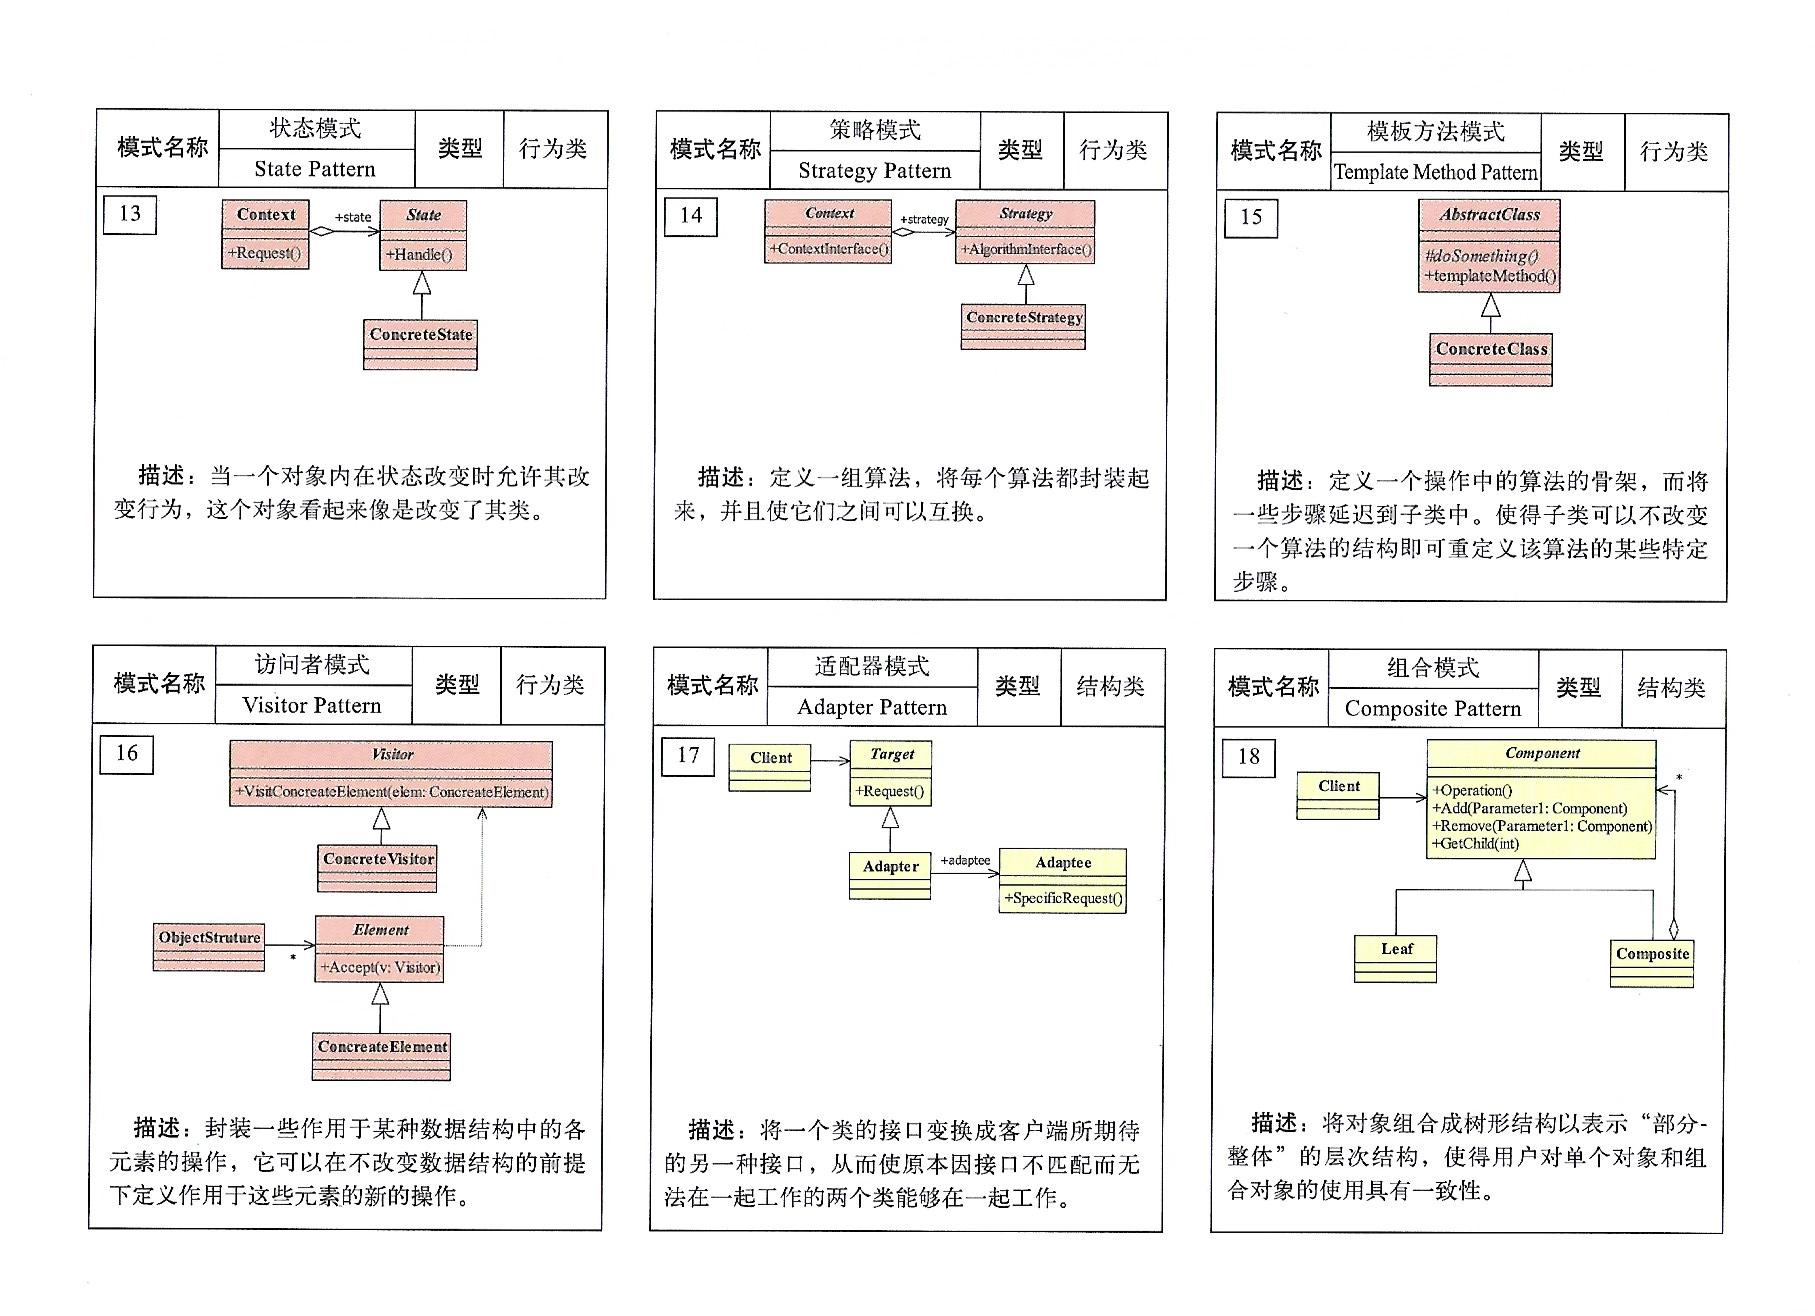 模式名称
状态模式
State Pattern
类型
行为类
13
Context
+Request()
+state
State
+Handle()
ConcreteState
描述：当一个对象内在状态改变时允许其改
变行为，这个对象看起来像是改变了其类。
模式名称
策略模式
Strategy Pattern
类型
行为类
14
Context
+ContextInterface()
+strategy
Strategy
+AlgorithmInterface()
ConcreteStrategy
描述：定义一组算法，将每个算法都封装起
来，并且使它们之间可以互换。
模式名称
模板方法模式
Template Method Pattern
类型
行为类
15
AbstractClass
#doSomething()
+templateMethod()
ConcreteClass
描述：定义一个操作中的算法的骨架，而将
一些步骤延迟到子类中。使得子类可以不改变
一个算法的结构即可重定义该算法的某些特定
步骤。
模式名称
访问者模式
Visitor Pattern
类型
行为类
16
Visitor
+VisitConcreateElement(elem: ConcreateElement)
ConcreteVisitor
ObjectStruture
*
Element
+Accept(v: Visitor)
ConcreateElement
描述：封装一些作用于某种数据结构中的各
元素的操作，它可以在不改变数据结构的前提
下定义作用于这些元素的新的操作。
模式名称
适配器模式
Adapter Pattern
类型
结构类
17
Client
Target
+Request()
Adapter
+adaptee
Adaptee
+SpecificRequest()
描述：将一个类的接口变换成客户端所期待
的另一种接口，从而使原本因接口不匹配而无
法在一起工作的两个类能够在一起工作。
模式名称
组合模式
Composite Pattern
类型
结构类
18
Client
Component
+Operation()
+Add(Parameter1: Component)
+Remove(Parameter1: Component)
+GetChild(int)
*
Leaf
Composite
描述：将对象组合成树形结构以表示“部分-
整体”的层次结构，使得用户对单个对象和组
合对象的使用具有一致性。